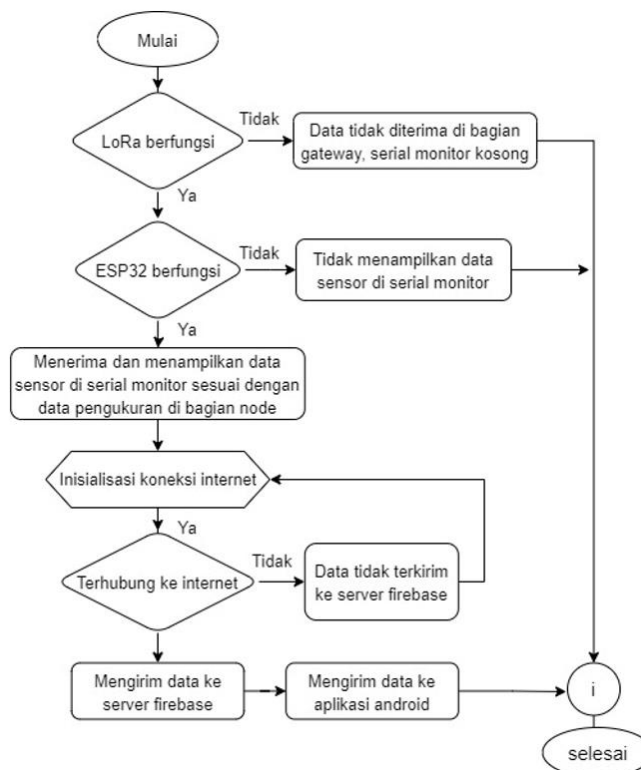 Mulai
LoRa berfungsi
Tidak
Data tidak diterima di bagian
gateway, serial monitor kosong
Ya
ESP32 berfungsi
Tidak
Tidak menampilkan data
sensor di serial monitor
Ya
Menerima dan menampilkan data
sensor di serial monitor sesuai dengan
data pengukuran di bagian node
Inisialisasi koneksi internet
Ya
Terhubung ke internet
Tidak
Data tidak terkirim
ke server firebase
Mengirim data ke
server firebase
Mengirim data ke
aplikasi android
i
selesai